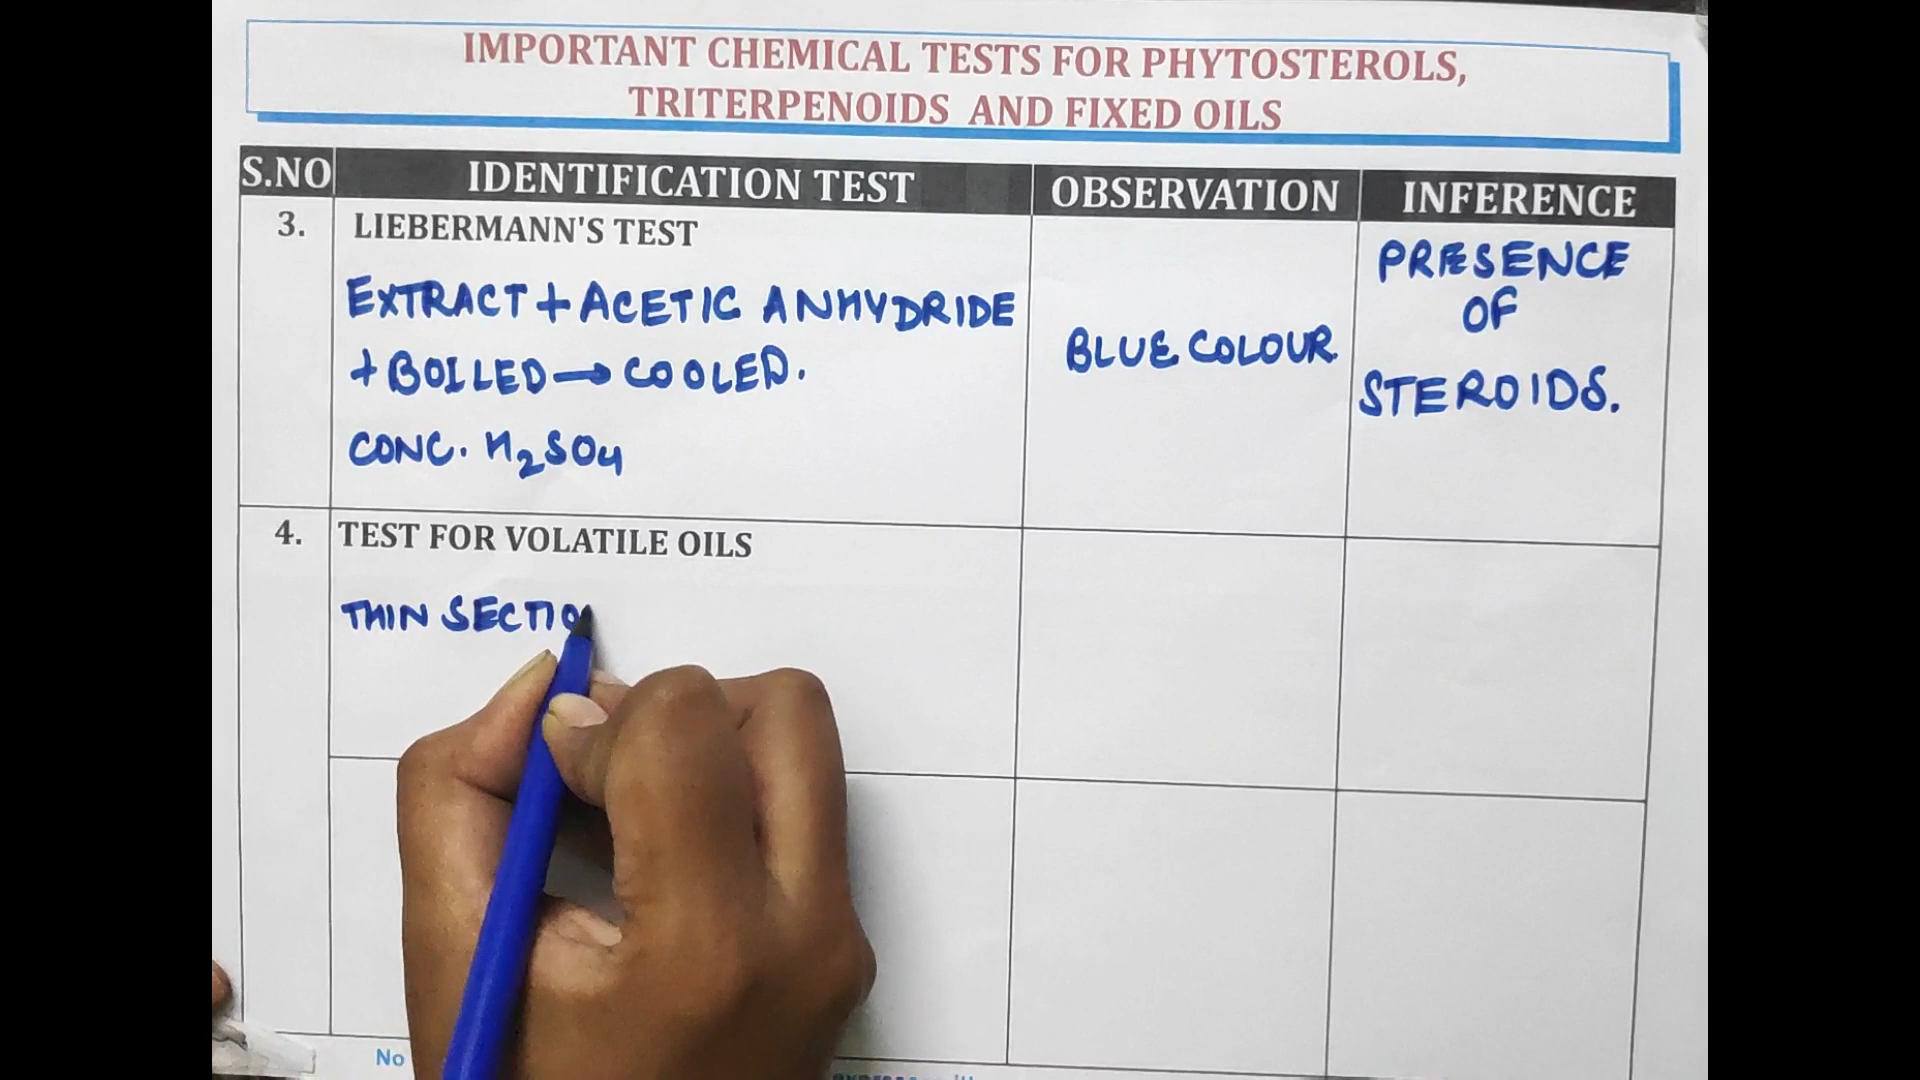 IMPORTANT CHEMICAL TESTS FOR PHYTOSTEROLS,
TRITERPENOIDS AND FIXED OILS
S.NO IDENTIFICATION TEST OBSERVATION INFERENCE
3. LIEBERMANN'S TEST
EXTRACT + ACETIC ANHYDRIDE
+ BOILED → COOLED.
CONC. H2SO4
BLUE COLOUR.
PRESENCE
OF
STEROIDS.
4. TEST FOR VOLATILE OILS
THIN SECTIO
No